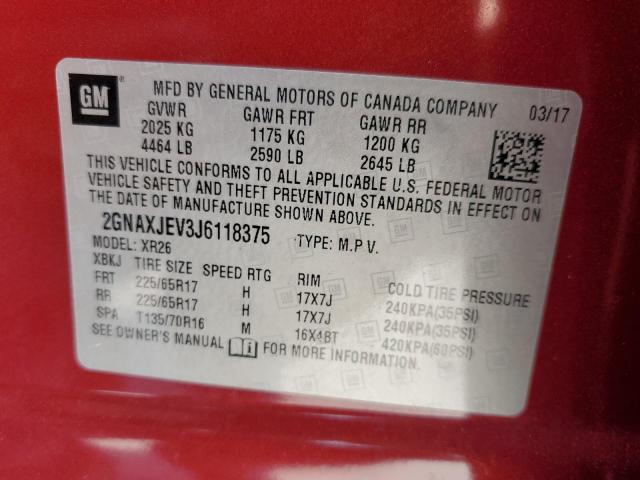 GM
MFD BY GENERAL MOTORS OF CANADA COMPANY 03/17
GVWR GAWR FRT GAWR RR
2025 KG 1175 KG 1200 KG
4464 LB 2590 LB 2645 LB
THIS VEHICLE CONFORMS TO ALL APPLICABLE U.S. FEDERAL MOTOR
VEHICLE SAFETY AND THEFT PREVENTION STANDARDS IN EFFECT ON
THE DATE OF MANUFACTURE SHOWN ABOVE.
2GNAXJEV3J6118375 TYPE: M.P.V.
MODEL: XR26
XBKJ TIRE SIZE SPEED RTG RIM COLD TIRE PRESSURE
FRT 225/65R17 H 17X7J 240KPA(35PSI)
RR 225/65R17 H 17X7J 240KPA(35PSI)
SPA T135/70R16 M 16X4BT 420KPA(60PSI)
SEE OWNER'S MANUAL FOR MORE INFORMATION.